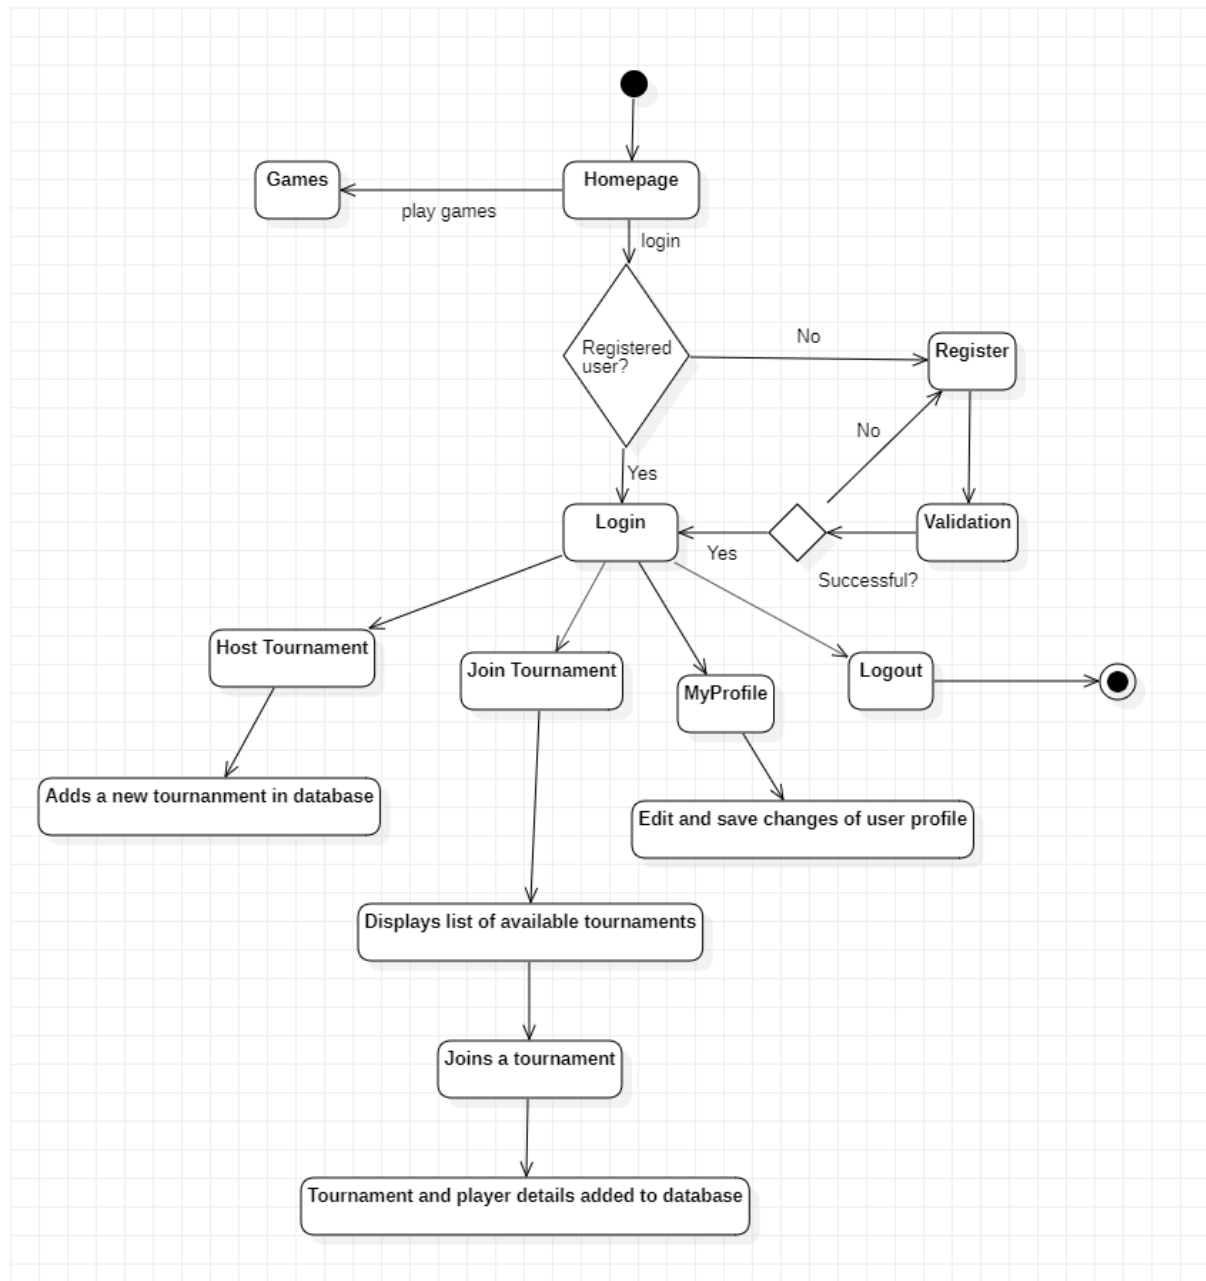 Games
Homepage
play games
login
Registered
user?
No
Register
No
Yes
Login
Yes
Validation
Successful?
Host Tournament
Join Tournament
MyProfile
Logout
Adds a new tournanment in database
Edit and save changes of user profile
Displays list of available tournaments
Joins a tournament
Tournament and player details added to database